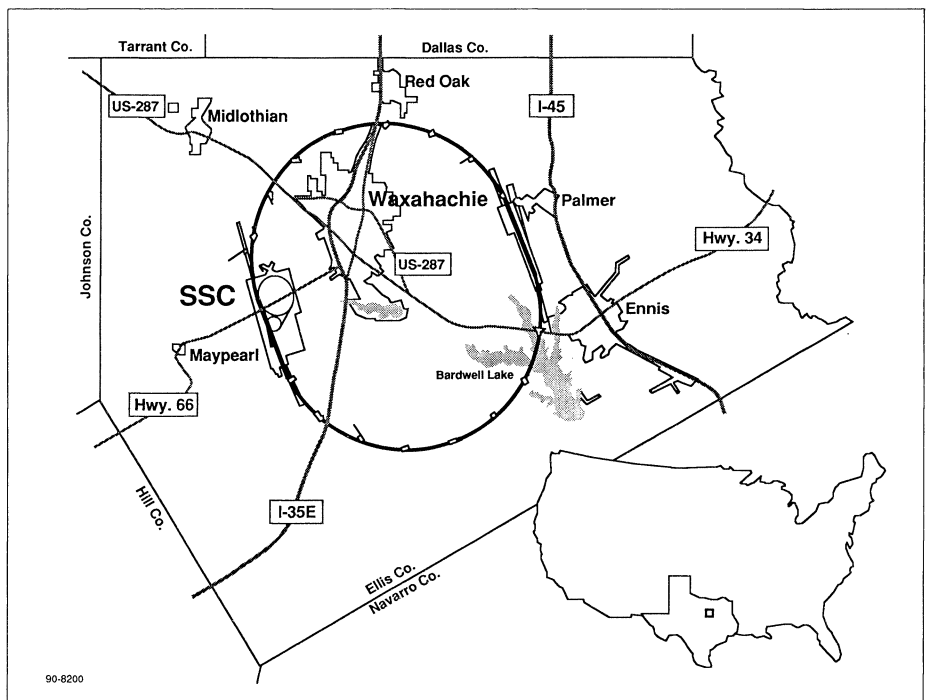 Tarrant Co.
Dallas Co.
Red Oak
US-287
Midlothian
I-45
Waxahachie
Palmer
Johnson Co.
Hwy. 34
US-287
SSC
Ennis
Maypearl
Bardwell Lake
Hwy. 66
Hill Co.
I-35E
Ellis Co.
Navarro Co.
90-8200